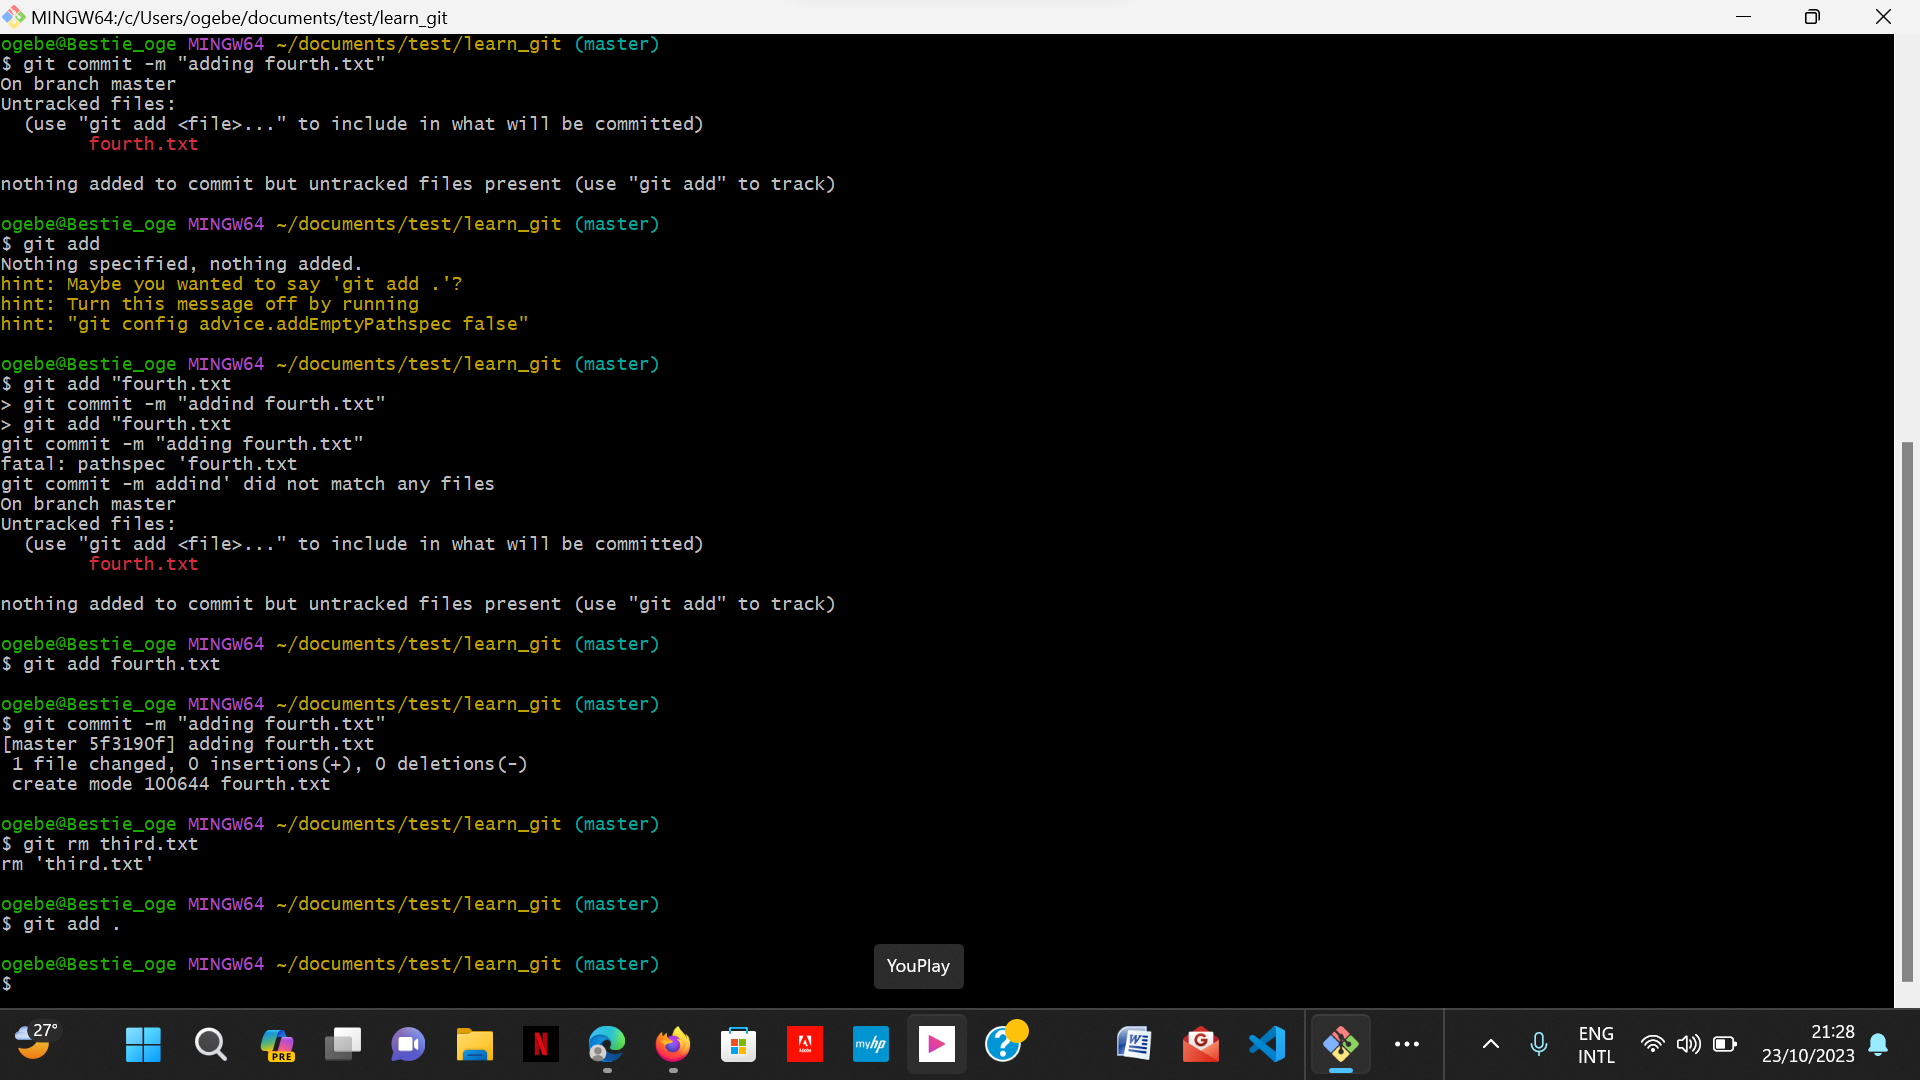 MINGW64:/c/Users/ogebe/documents/test/learn_git
ogebe@Bestie_oge MINGW64 ~/documents/test/learn_git (master)
$ git commit -m "adding fourth.txt"
On branch master
Untracked files:
  (use "git add <file>..." to include in what will be committed)
        fourth.txt

nothing added to commit but untracked files present (use "git add" to track)

ogebe@Bestie_oge MINGW64 ~/documents/test/learn_git (master)
$ git add
Nothing specified, nothing added.
hint: Maybe you wanted to say 'git add .'?
hint: Turn this message off by running
hint: "git config advice.addEmptyPathspec false"

ogebe@Bestie_oge MINGW64 ~/documents/test/learn_git (master)
$ git add "fourth.txt
> git commit -m "addind fourth.txt"
> git add "fourth.txt
git commit -m "adding fourth.txt"
fatal: pathspec 'fourth.txt
git commit -m addind' did not match any files
On branch master
Untracked files:
  (use "git add <file>..." to include in what will be committed)
        fourth.txt

nothing added to commit but untracked files present (use "git add" to track)

ogebe@Bestie_oge MINGW64 ~/documents/test/learn_git (master)
$ git add fourth.txt

ogebe@Bestie_oge MINGW64 ~/documents/test/learn_git (master)
$ git commit -m "adding fourth.txt"
[master 5f3190f] adding fourth.txt
 1 file changed, 0 insertions(+), 0 deletions(-)
 create mode 100644 fourth.txt

ogebe@Bestie_oge MINGW64 ~/documents/test/learn_git (master)
$ git rm third.txt
rm 'third.txt'

ogebe@Bestie_oge MINGW64 ~/documents/test/learn_git (master)
$ git add .

ogebe@Bestie_oge MINGW64 ~/documents/test/learn_git (master)
$
YouPlay
27°
PRE
N
Adobe
myhp
?
W
G
ENG
INTL
21:28
23/10/2023